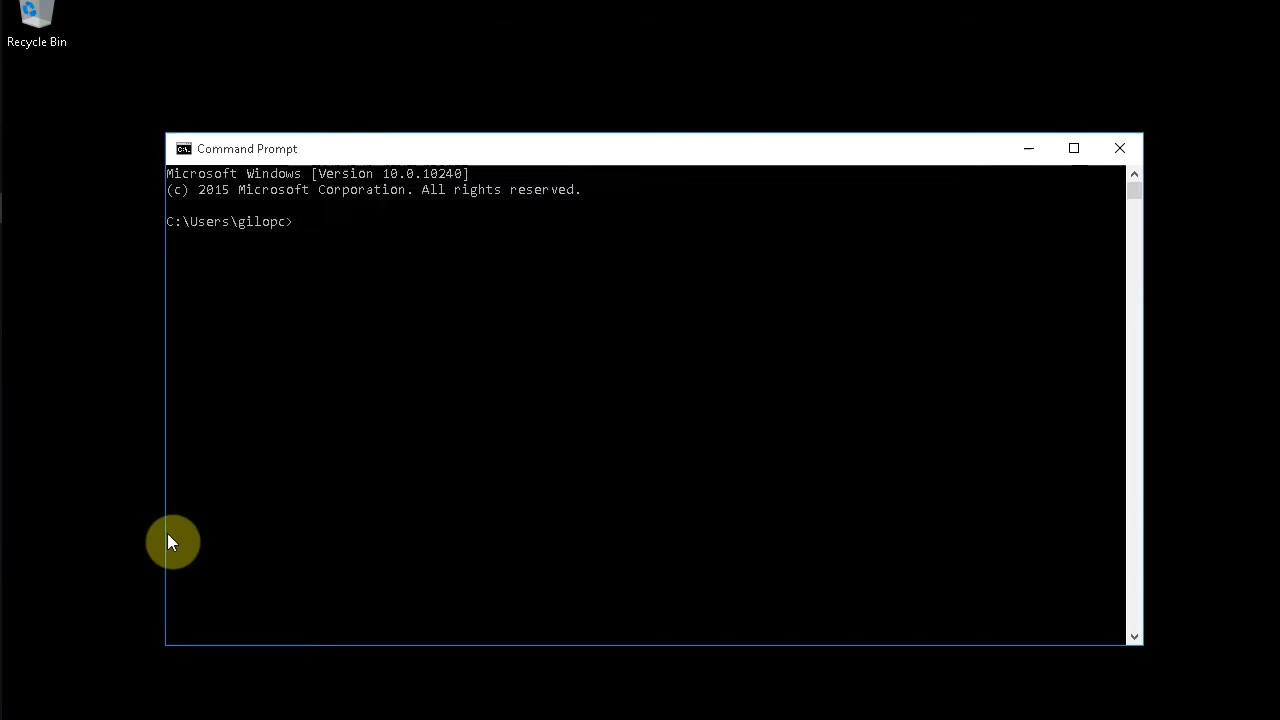 Recycle Bin
Command Prompt
Microsoft Windows [Version 10.0.10240]
(c) 2015 Microsoft Corporation. All rights reserved.
C:\Users\gilopc>